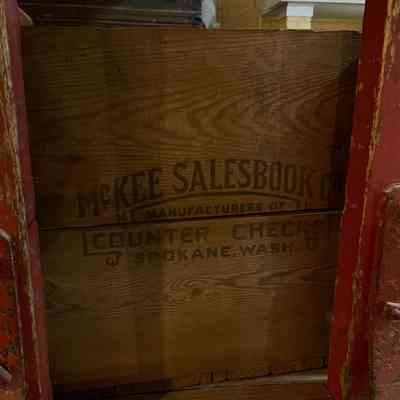 McKEE SALESBOOK C
MANUFACTURERS OF
COUNTER CHECK
SPOKANE, WASH